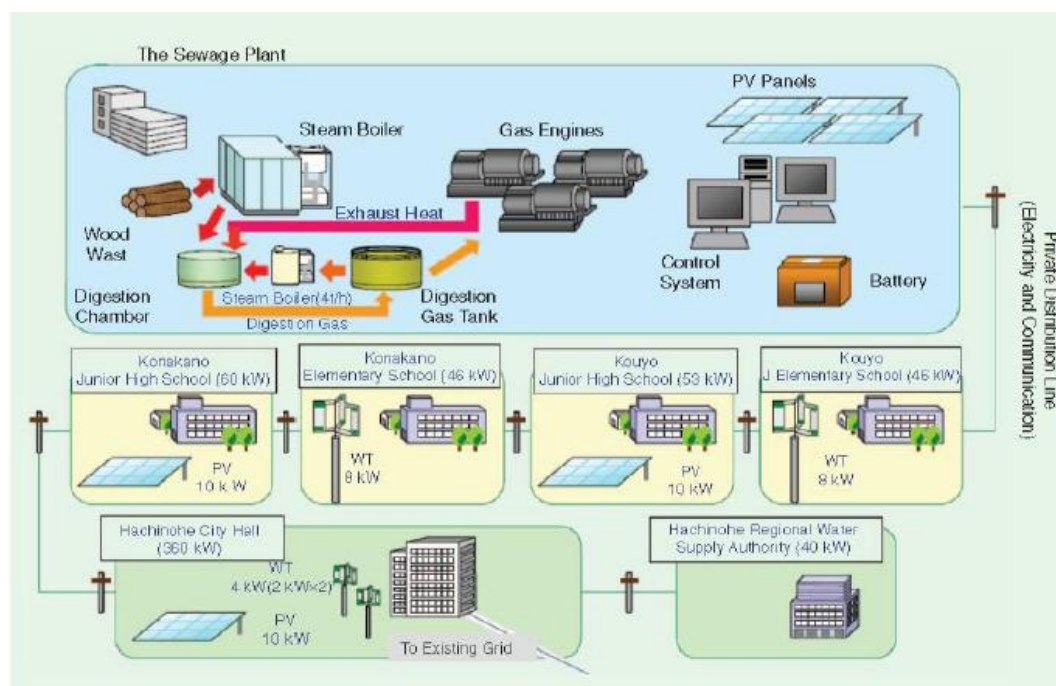 The Sewage Plant
PV Panels
Steam Boiler
Gas Engines
Exhaust Heat
Wood
Wast
Control
System
Battery
Digestion
Chamber
Steam Boiler(4t/h)
Digestion Gas
Digestion
Gas Tank
Private Distribution Line
(Electricity and Communication)
Konakano
Junior High School (60 kW)
PV
10 k W
Konakano
Elementary School (46 kW)
WT
8 kW
Kouyo
Junior High School (53 kW)
PV
10 kW
Kouyo
J Elementary School (46 kW)
WT
8 kW
Hachinohe City Hall
(360 kW)
WT
4 kW(2 kW×2)
PV
10 kW
To Existing Grid
Hachinohe Regional Water
Supply Authority (40 kW)